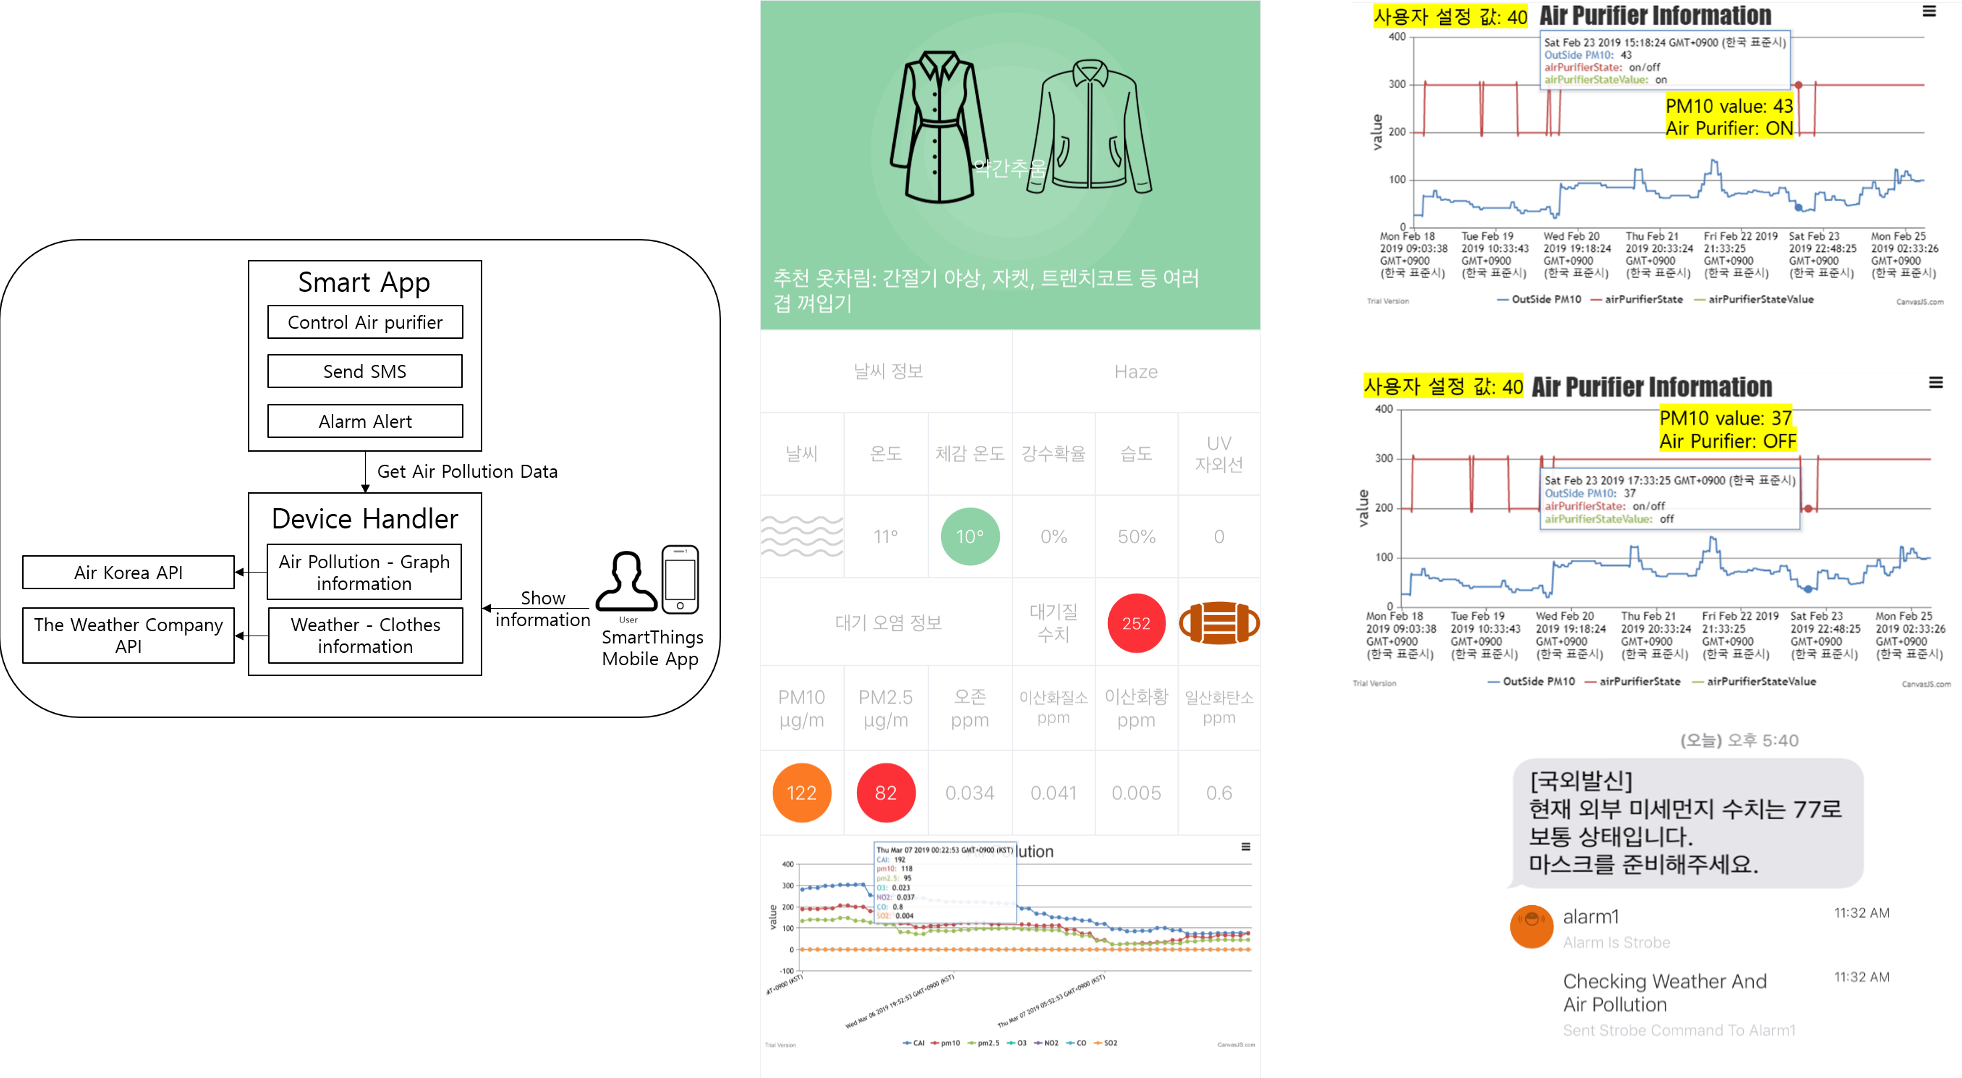 Smart App
Control Air purifier
Send SMS
Alarm Alert
Get Air Pollution Data
Device Handler
Air Pollution - Graph
information
Weather - Clothes
information
Air Korea API
The Weather Company
API
Show
information
User
SmartThings
Mobile App
약간추움
추천 옷차림: 간절기 야상, 자켓, 트렌치코트 등 여러
겹 껴입기
날씨 정보
Haze
날씨
온도
체감 온도
강수확율
습도
UV
자외선
11°
10°
0%
50%
0
대기 오염 정보
대기질
수치
252
PM10
μg/m
PM2.5
μg/m
오존
ppm
이산화질소
ppm
이산화황
ppm
일산화탄소
ppm
122
82
0.034
0.041
0.005
0.6
lution
Thu Mar 07 2019 00:22:53 GMT+0900 (KST)
CAI: 192
pm10: 118
pm2.5: 95
O3: 0.023
NO2: 0.037
CO: 0.8
SO2: 0.004
value
400
300
200
100
0
-100
MT+0900 (KST)
Wed Mar 06 2019 19:52:53 GMT+0900 (KST)
Thu Mar 07 2019 05:52:53 GMT+0900 (KST)
CAI pm10 pm2.5 O3 NO2 CO SO2
Trial Version
CanvasJS.com
사용자 설정 값: 40
Air Purifier Information
Sat Feb 23 2019 15:18:24 GMT+0900 (한국 표준시)
OutSide PM10: 43
airPurifierState: on/off
airPurifierStateValue: on
PM10 value: 43
Air Purifier: ON
value
400
300
200
100
0
Mon Feb 18
2019 09:03:38
GMT+0900
(한국 표준시)
Tue Feb 19
2019 10:33:43
GMT+0900
(한국 표준시)
Wed Feb 20
2019 19:18:24
GMT+0900
(한국 표준시)
Thu Feb 21
2019 20:33:24
GMT+0900
(한국 표준시)
Fri Feb 22 2019
21:33:25
GMT+0900
(한국 표준시)
Sat Feb 23
2019 22:48:25
GMT+0900
(한국 표준시)
Mon Feb 25
2019 02:33:26
GMT+0900
(한국 표준시)
Trial Version
OutSide PM10 airPurifierState airPurifierStateValue
CanvasJS.com
사용자 설정 값: 40
Air Purifier Information
PM10 value: 37
Air Purifier: OFF
Sat Feb 23 2019 17:33:25 GMT+0900 (한국 표준시)
OutSide PM10: 37
airPurifierState: on/off
airPurifierStateValue: off
value
400
300
200
100
0
Mon Feb 18
2019 09:03:38
GMT+0900
(한국 표준시)
Tue Feb 19
2019 10:33:43
GMT+0900
(한국 표준시)
Wed Feb 20
2019 19:18:24
GMT+0900
(한국 표준시)
Thu Feb 21
2019 20:33:24
GMT+0900
(한국 표준시)
Fri Feb 22 2019
21:33:25
GMT+0900
(한국 표준시)
Sat Feb 23
2019 22:48:25
GMT+0900
(한국 표준시)
Mon Feb 25
2019 02:33:26
GMT+0900
(한국 표준시)
Trial Version
OutSide PM10 airPurifierState airPurifierStateValue
CanvasJS.com
(오늘) 오후 5:40
[국외발신]
현재 외부 미세먼지 수치는 77로
보통 상태입니다.
마스크를 준비해주세요.
alarm1
11:32 AM
Alarm Is Strobe
Checking Weather And
Air Pollution
11:32 AM
Sent Strobe Command To Alarm1